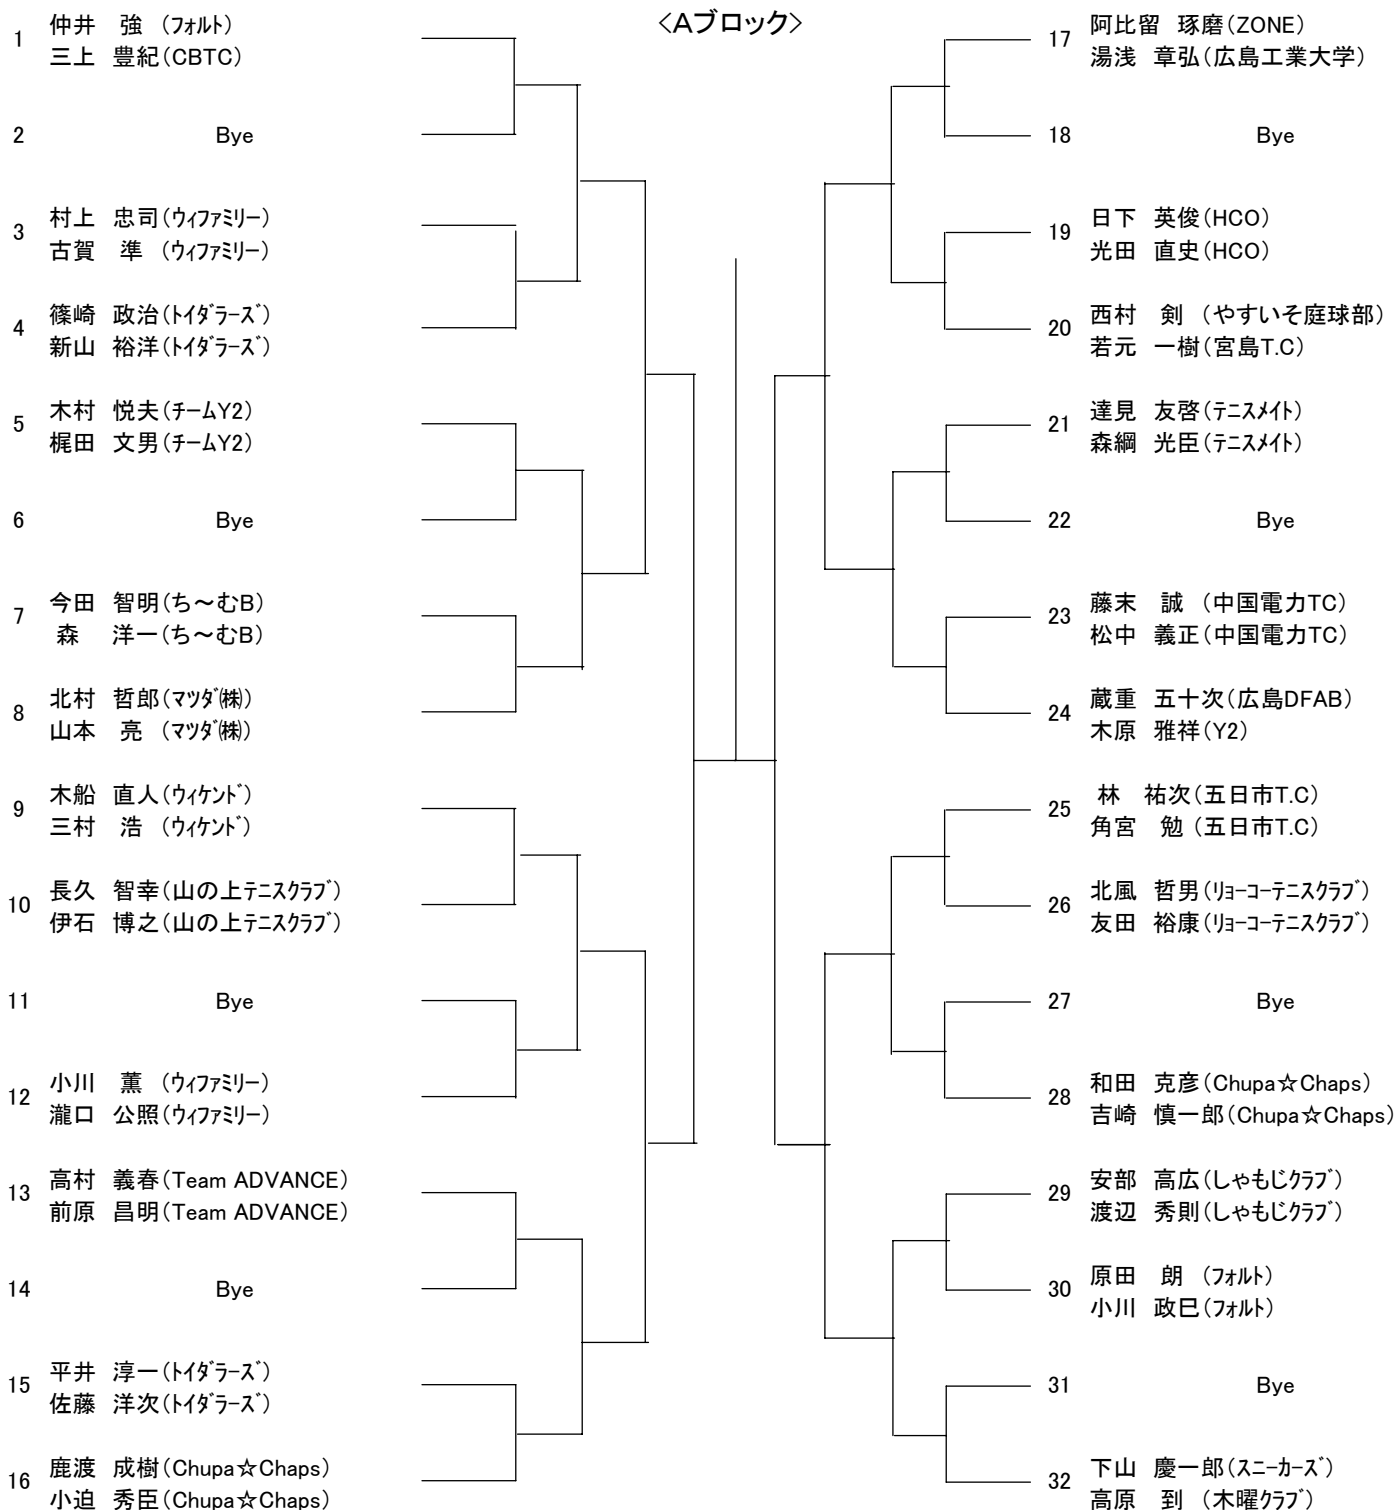 <Aブロック>
1 仲井 強 (フォルト)
三上 豊紀(CBTC)
2 Bye
3 村上 忠司(ウィファミリー)
古賀 準 (ウィファミリー)
4 篠崎 政治(トイダラーズ)
新山 裕洋(トイダラーズ)
5 木村 悦夫(チームY2)
梶田 文男(チームY2)
6 Bye
7 今田 智明(ち~むB)
森 洋一(ち~むB)
8 北村 哲郎(マツダ㈱)
山本 亮 (マツダ㈱)
9 木船 直人(ウィケンド)
三村 浩 (ウィケンド)
10 長久 智幸(山の上テニスクラブ)
伊石 博之(山の上テニスクラブ)
11 Bye
12 小川 薫 (ウィファミリー)
瀧口 公照(ウィファミリー)
13 高村 義春(Team ADVANCE)
前原 昌明(Team ADVANCE)
14 Bye
15 平井 淳一(トイダラーズ)
佐藤 洋次(トイダラーズ)
16 鹿渡 成樹(Chupa☆Chaps)
小迫 秀臣(Chupa☆Chaps)
17 阿比留 琢磨(ZONE)
湯浅 章弘(広島工業大学)
18 Bye
19 日下 英俊(HCO)
光田 直史(HCO)
20 西村 剣 (やすいそ庭球部)
若元 一樹(宮島T.C)
21 達見 友啓(テニスメイト)
森綱 光臣(テニスメイト)
22 Bye
23 藤末 誠 (中国電力TC)
松中 義正(中国電力TC)
24 蔵重 五十次(広島DFAB)
木原 雅祥(Y2)
25 林 祐次(五日市T.C)
角宮 勉 (五日市T.C)
26 北風 哲男(リョーコーテニスクラブ)
友田 裕康(リョーコーテニスクラブ)
27 Bye
28 和田 克彦(Chupa☆Chaps)
吉崎 慎一郎(Chupa☆Chaps)
29 安部 高広(しゃもじクラブ)
渡辺 秀則(しゃもじクラブ)
30 原田 朗 (フォルト)
小川 政巳(フォルト)
31 Bye
32 下山 慶一郎(スニーカーズ)
高原 到 (木曜クラブ)